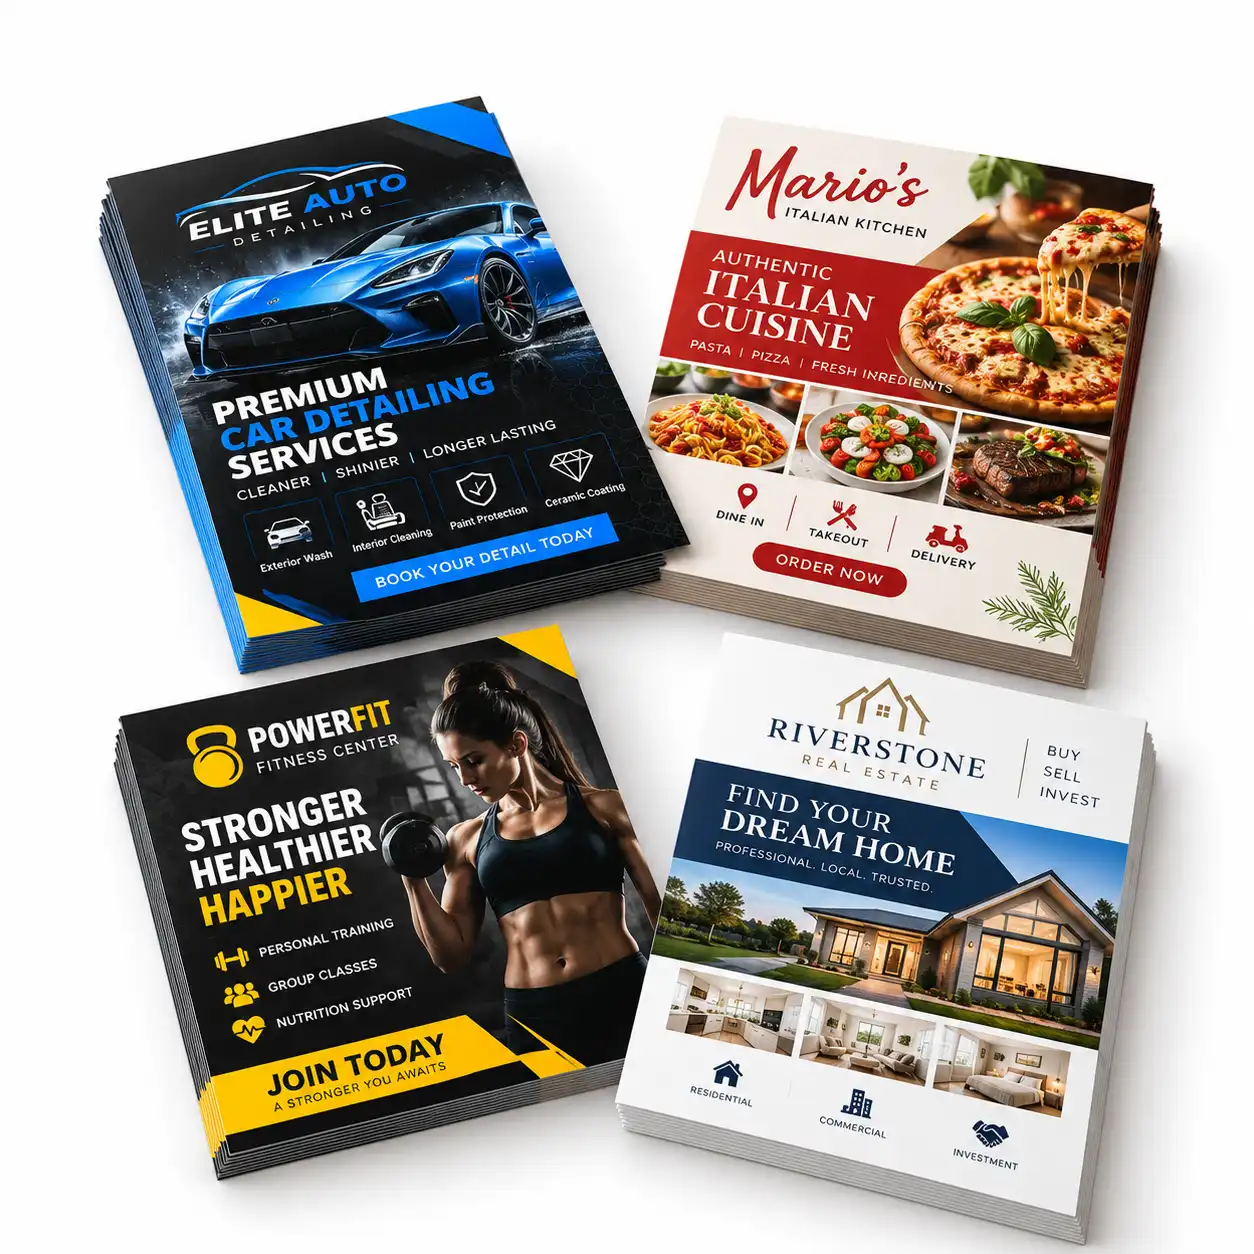 ELITE AUTO
DETAILING
PREMIUM
CAR DETAILING
SERVICES
CLEANER | SHINIER | LONGER LASTING
Exterior Wash
Interior Cleaning
Paint Protection
Ceramic Coating
BOOK YOUR DETAIL TODAY
Mario's
ITALIAN KITCHEN
AUTHENTIC
ITALIAN
CUISINE
PASTA | PIZZA | FRESH INREDIENTS
DINE IN
TAKEOUT
DELIVERY
ORDER NOW
POWERFIT
FITNESS CENTER
STRONGER
HEALTHIER
HAPPIER
PERSONAL TRAINING
GROUP CLASSES
NUTRITION SUPPORT
JOIN TODAY
A STRONGER YOU AWAITS
RIVERSTONE
REAL ESTATE
BUY
SELL
INVEST
FIND YOUR
DREAM HOME
PROFESSIONAL. LOCAL. TRUSTED.
RESIDENTIAL
COMMERCIAL
INVESTMENT